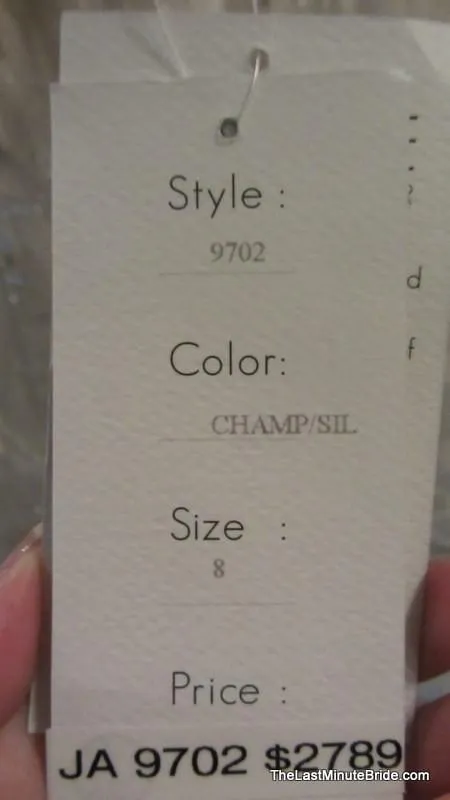 Style :
9702
Color:
CHAMP/SIL
Size :
8
Price :
JA 9702 $2789
d
f
TheLastMinuteBride.com